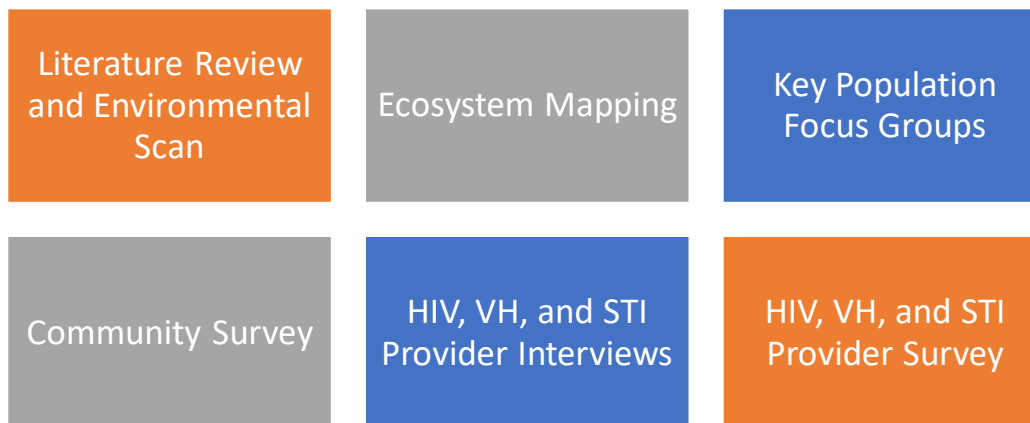 Literature Review
and Environmental
Scan
Ecosystem Mapping
Key Population
Focus Groups
Community Survey
HIV, VH, and STI
Provider Interviews
HIV, VH, and STI
Provider Survey